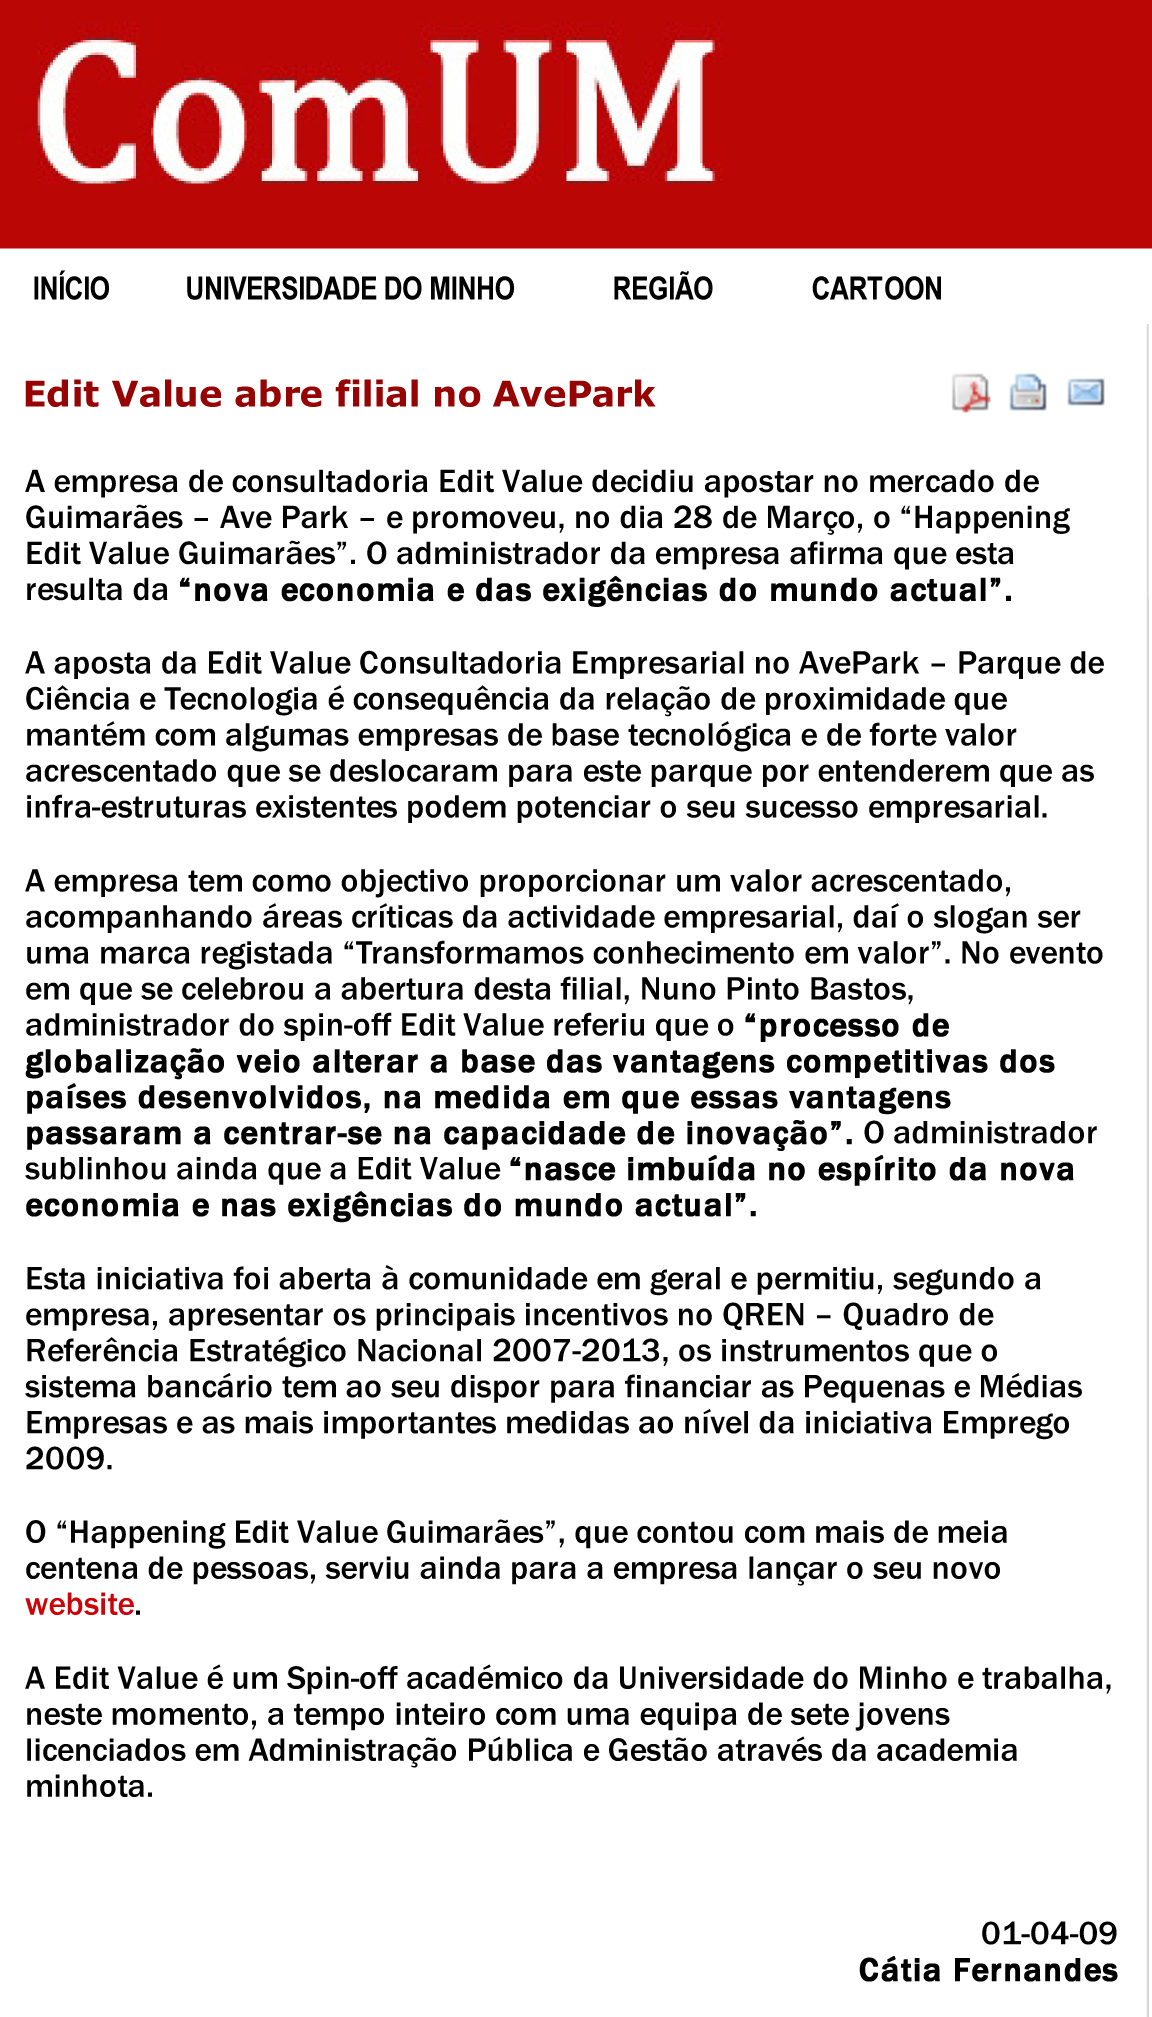 ComUM
INÍCIO UNIVERSIDADE DO MINHO REGIÃO CARTOON
Edit Value abre filial no AvePark
A empresa de consultadoria Edit Value decidiu apostar no mercado de
Guimarães – Ave Park – e promoveu, no dia 28 de Março, o “Happening
Edit Value Guimarães”. O administrador da empresa afirma que esta
resulta da “nova economia e das exigências do mundo actual”.
A aposta da Edit Value Consultadoria Empresarial no AvePark – Parque de
Ciência e Tecnologia é consequência da relação de proximidade que
mantém com algumas empresas de base tecnológica e de forte valor
acrescentado que se deslocaram para este parque por entenderem que as
infra-estruturas existentes podem potenciar o seu sucesso empresarial.
A empresa tem como objectivo proporcionar um valor acrescentado,
acompanhando áreas críticas da actividade empresarial, daí o slogan ser
uma marca registada “Transformamos conhecimento em valor”. No evento
em que se celebrou a abertura desta filial, Nuno Pinto Bastos,
administrador do spin-off Edit Value referiu que o “processo de
globalização veio alterar a base das vantagens competitivas dos
países desenvolvidos, na medida em que essas vantagens
passaram a centrar-se na capacidade de inovação”. O administrador
sublinhou ainda que a Edit Value “nasce imbuída no espírito da nova
economia e nas exigências do mundo actual”.
Esta iniciativa foi aberta à comunidade em geral e permitiu, segundo a
empresa, apresentar os principais incentivos no QREN – Quadro de
Referência Estratégico Nacional 2007-2013, os instrumentos que o
sistema bancário tem ao seu dispor para financiar as Pequenas e Médias
Empresas e as mais importantes medidas ao nível da iniciativa Emprego
2009.
O “Happening Edit Value Guimarães”, que contou com mais de meia
centena de pessoas, serviu ainda para a empresa lançar o seu novo
website.
A Edit Value é um Spin-off académico da Universidade do Minho e trabalha,
neste momento, a tempo inteiro com uma equipa de sete jovens
licenciados em Administração Pública e Gestão através da academia
minhota.
01-04-09
Cátia Fernandes